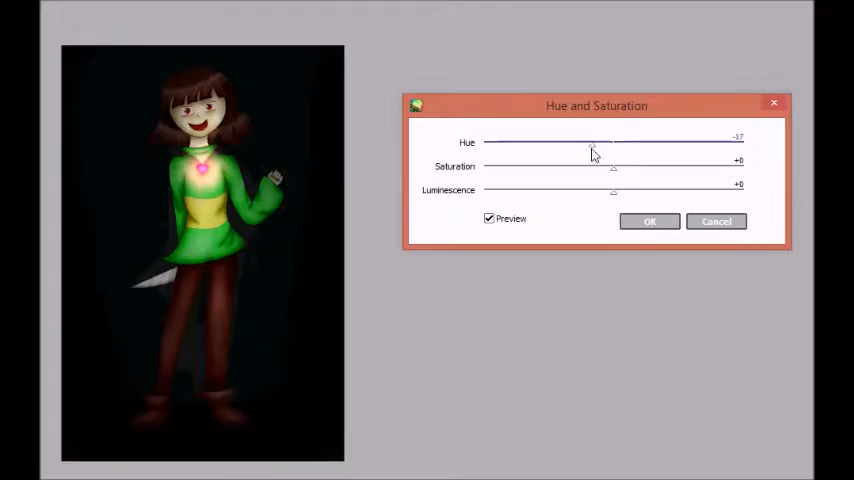 Hue and Saturation
Hue -17
Saturation +0
Luminescence +0
Preview
OK
Cancel